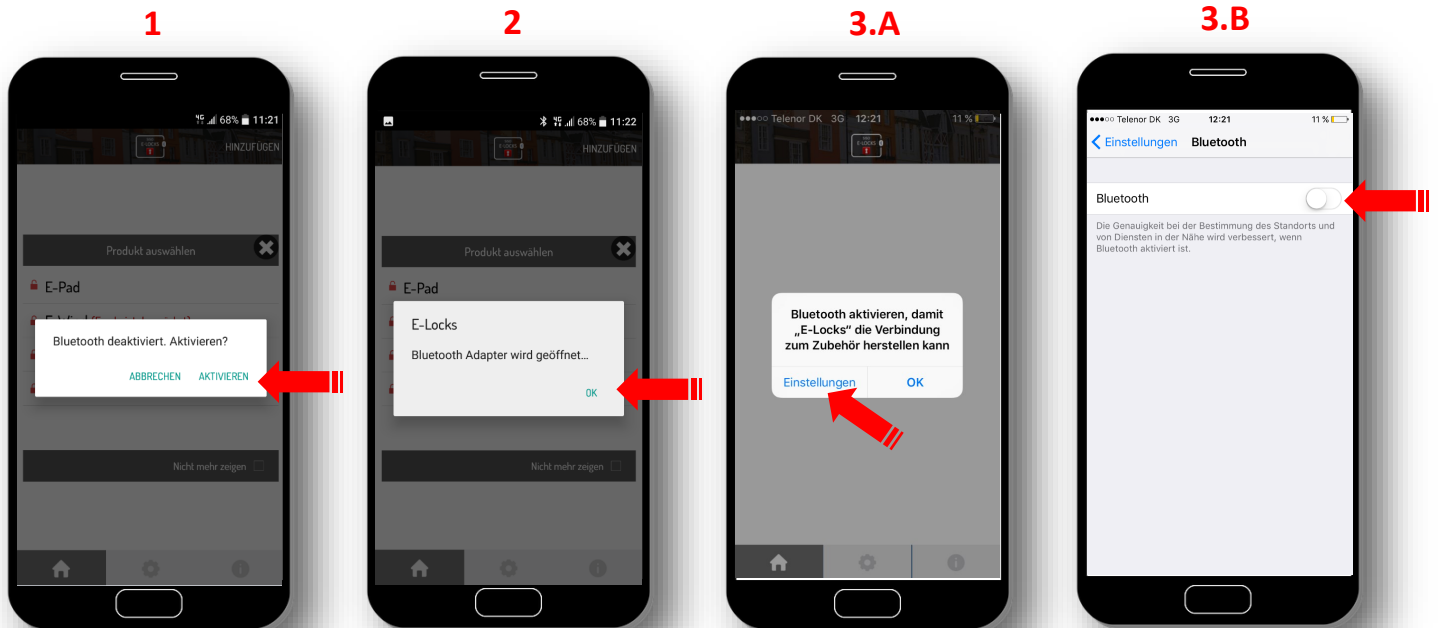 1
4G 68% 11:21
HINZUFÜGEN
Produkt auswählen
E-Pad
Bluetooth deaktiviert. Aktivieren?
ABBRECHEN AKTIVIEREN
Nicht mehr zeigen
2
4G 68% 11:22
E-LOCKS
HINZUFÜGEN
Produkt auswählen
E-Pad
E-Locks
Bluetooth Adapter wird geöffnet...
OK
Nicht mehr zeigen
3.A
Telenor DK 3G 12:21 11 %
E-LOCKS
Bluetooth aktivieren, damit
„E-Locks“ die Verbindung
zum Zubehör herstellen kann
Einstellungen OK
3.B
Telenor DK 3G 12:21 11 %
Einstellungen Bluetooth
Bluetooth
Die Genauigkeit bei der Bestimmung des Standorts und
von Diensten in der Nähe wird verbessert, wenn
Bluetooth aktiviert ist.